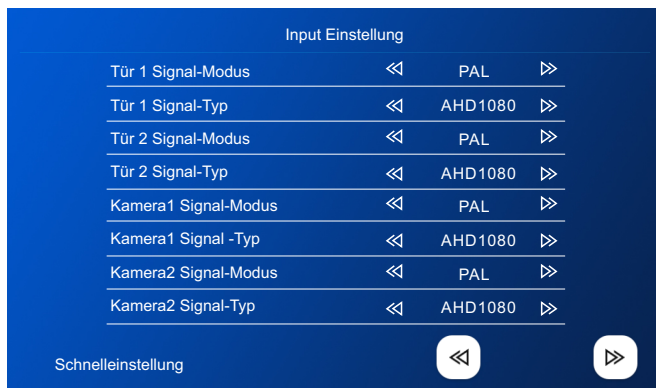 Input Einstellung
Tür 1 Signal-Modus PAL
Tür 1 Signal-Typ AHD1080
Tür 2 Signal-Modus PAL
Tür 2 Signal-Typ AHD1080
Kamera1 Signal-Modus PAL
Kamera1 Signal -Typ AHD1080
Kamera2 Signal-Modus PAL
Kamera2 Signal-Typ AHD1080
Schnelleinstellung